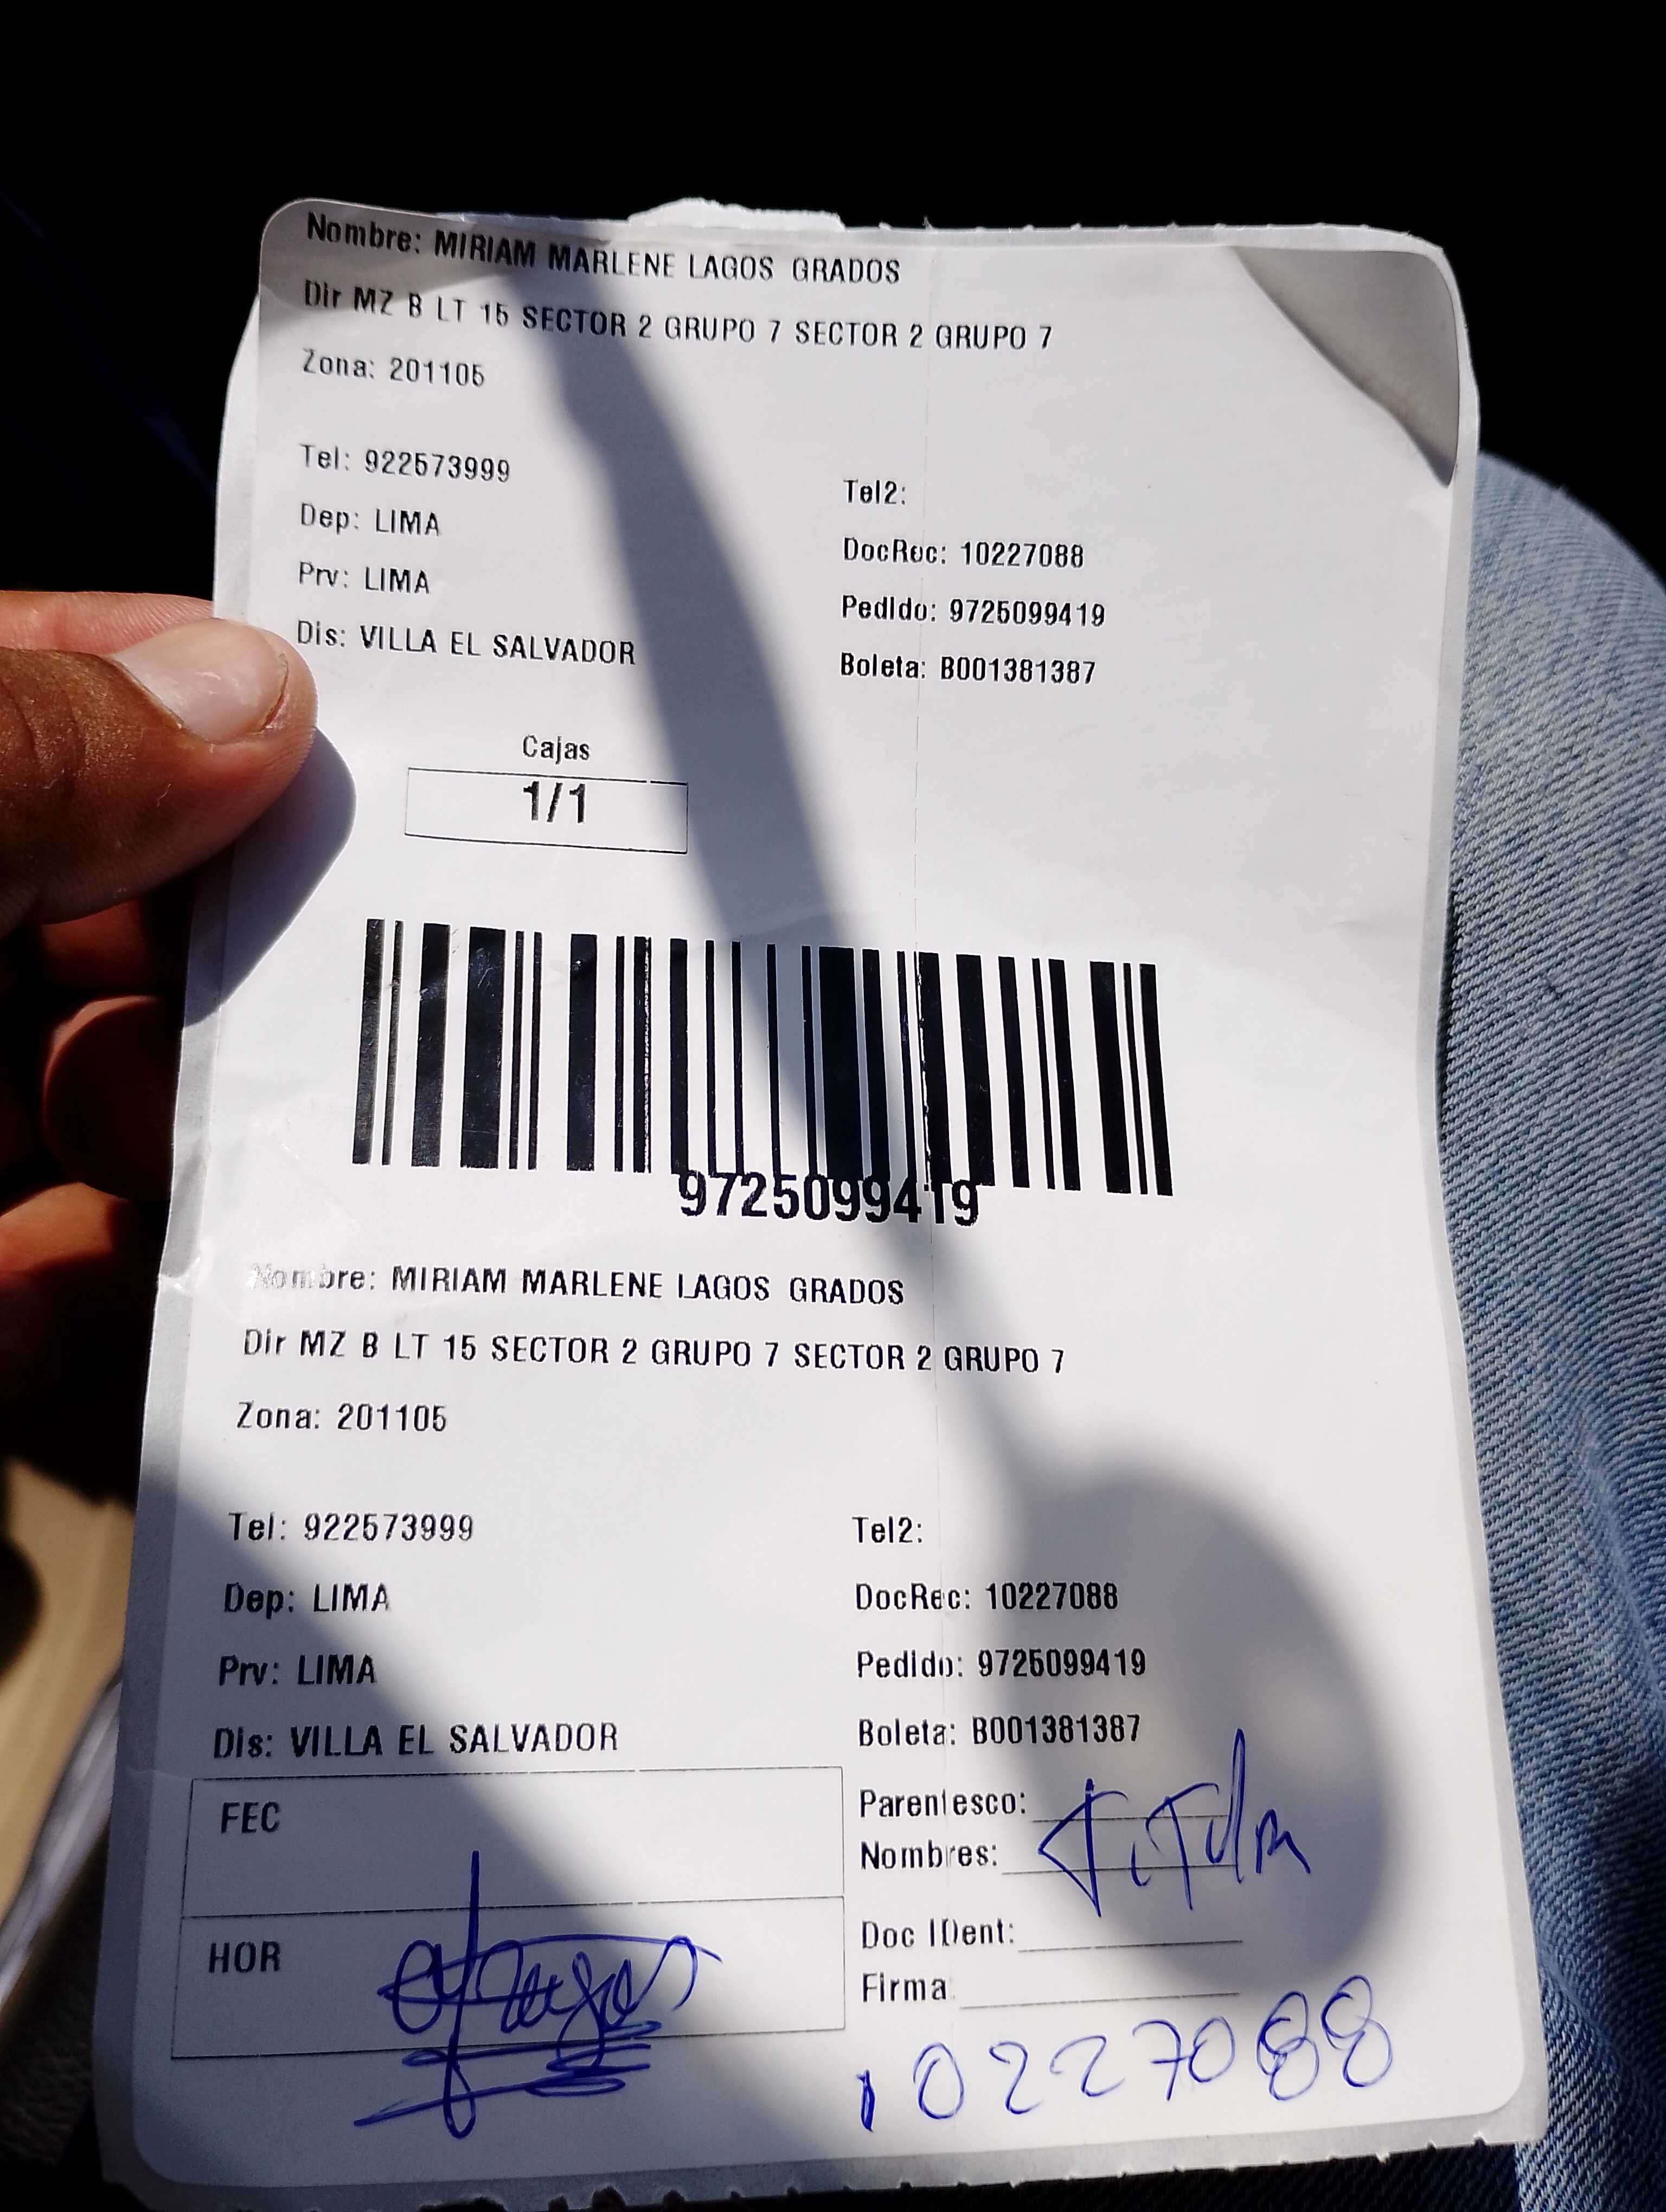 Nombre: MIRIAM MARLENE LAGOS GRADOS
Dir MZ B LT 15 SECTOR 2 GRUPO 7 SECTOR 2 GRUPO 7
Zona: 201105
Tel: 922573999
Tel2:
Dep: LIMA
DocRec: 10227088
Prv: LIMA
Pedido: 9725099419
Dis: VILLA EL SALVADOR
Boleta: B001381387
Cajas
1/1
9725099419
Nombre: MIRIAM MARLENE LAGOS GRADOS
Dir MZ B LT 15 SECTOR 2 GRUPO 7 SECTOR 2 GRUPO 7
Zona: 201105
Tel: 922573999
Tel2:
Dep: LIMA
DocRec: 10227088
Prv: LIMA
Pedido: 9725099419
Dis: VILLA EL SALVADOR
Boleta: B001381387
FEC
Parentesco:
Nombres:
HOR
Doc IDent:
Firma
10227088